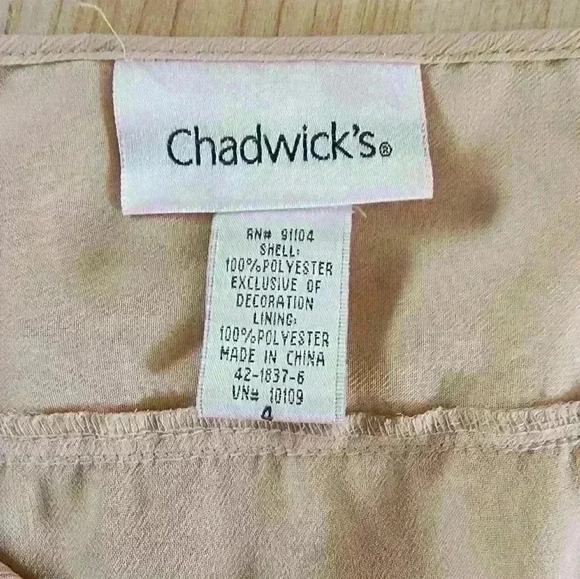 Chadwick's®
RN# 91104
SHELL:
100%POLYESTER
EXCLUSIVE OF
DECORATION
LINING:
100%POLYESTER
MADE IN CHINA
42-1837-6
VN# 10109
4